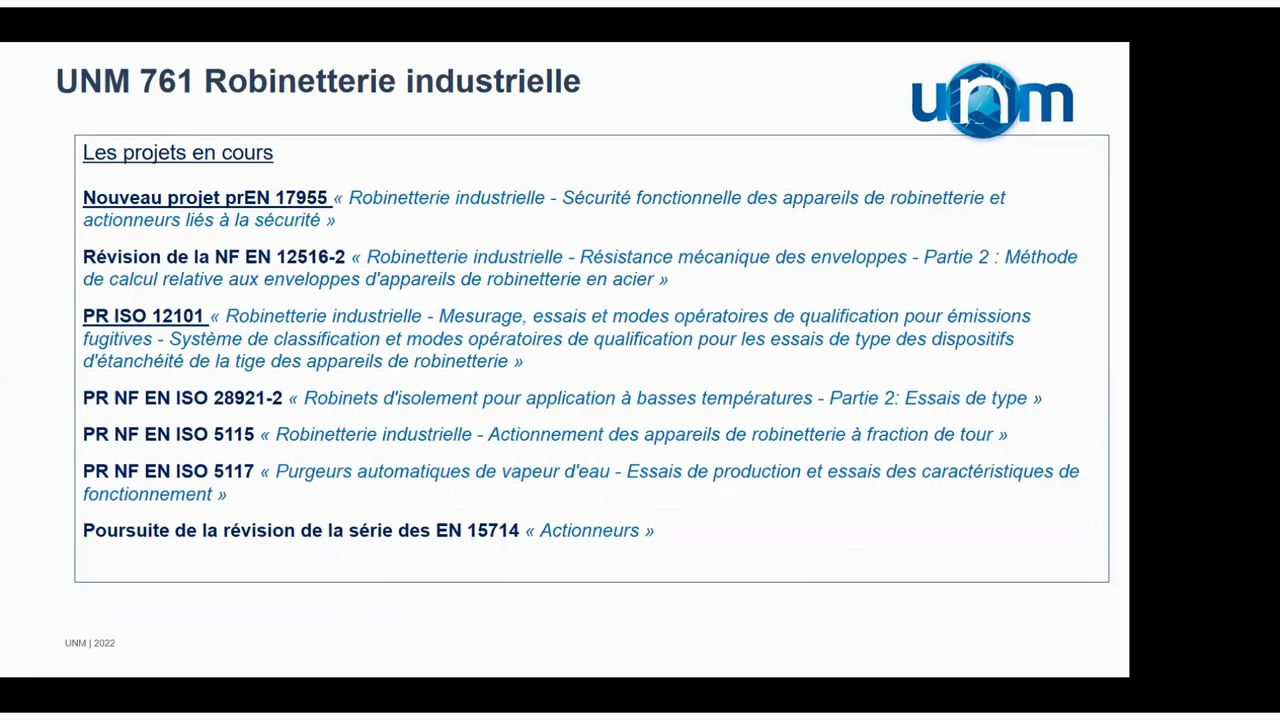 UNM 761 Robinetterie industrielle
unm
Les projets en cours
Nouveau projet prEN 17955 « Robinetterie industrielle - Sécurité fonctionnelle des appareils de robinetterie et
actionneurs liés à la sécurité »
Révision de la NF EN 12516-2 « Robinetterie industrielle - Résistance mécanique des enveloppes - Partie 2 : Méthode
de calcul relative aux enveloppes d'appareils de robinetterie en acier »
PR ISO 12101 « Robinetterie industrielle - Mesurage, essais et modes opératoires de qualification pour émissions
fugitives - Système de classification et modes opératoires de qualification pour les essais de type des dispositifs
d'étanchéité de la tige des appareils de robinetterie »
PR NF EN ISO 28921-2 « Robinets d'isolement pour application à basses températures - Partie 2: Essais de type »
PR NF EN ISO 5115 « Robinetterie industrielle - Actionnement des appareils de robinetterie à fraction de tour »
PR NF EN ISO 5117 « Purgeurs automatiques de vapeur d'eau - Essais de production et essais des caractéristiques de
fonctionnement »
Poursuite de la révision de la série des EN 15714 « Actionneurs »
UNM | 2022